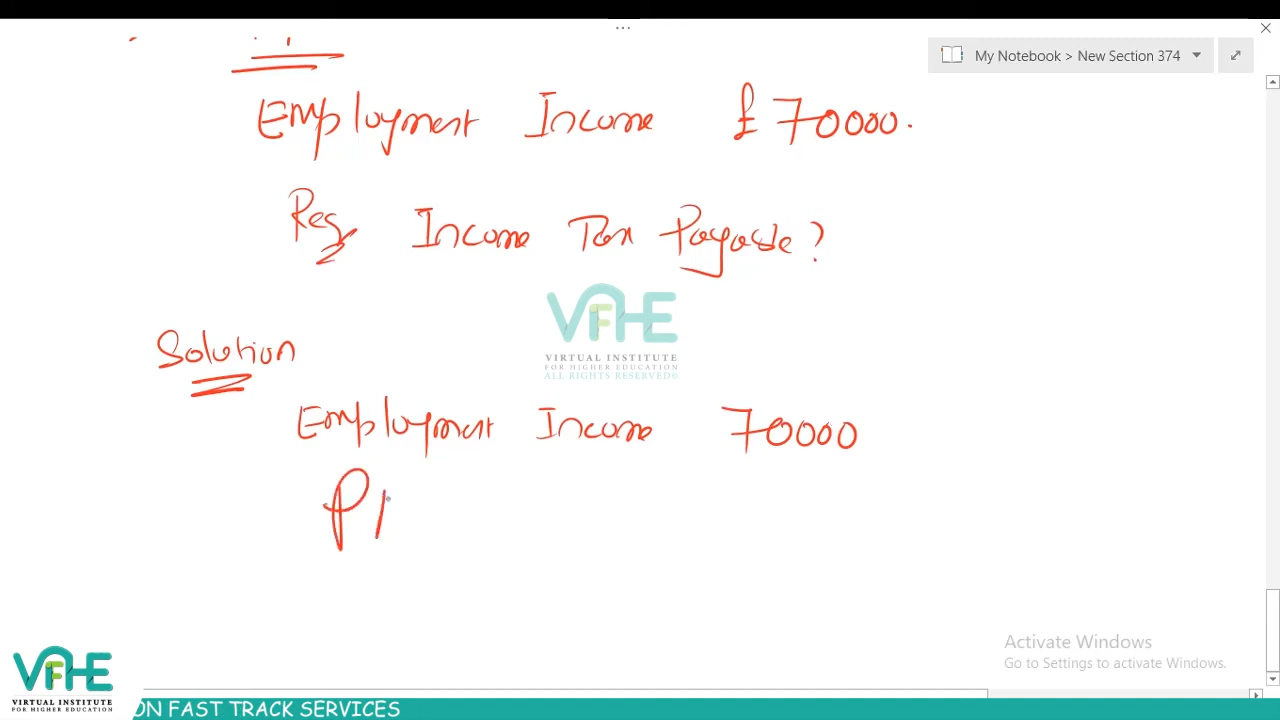 My Notebook > New Section 374
Employment Income £ 70000.
Req Income Tax Payable?
VFHE
VIRTUAL INSTITUTE
FOR HIGHER EDUCATION
ALL RIGHTS RESERVED©
Solution
Employment Income 70000
P
Activate Windows
Go to Settings to activate Windows.
VFHE
VIRTUAL INSTITUTE
FOR HIGHER EDUCATION
ON FAST TRACK SERVICES